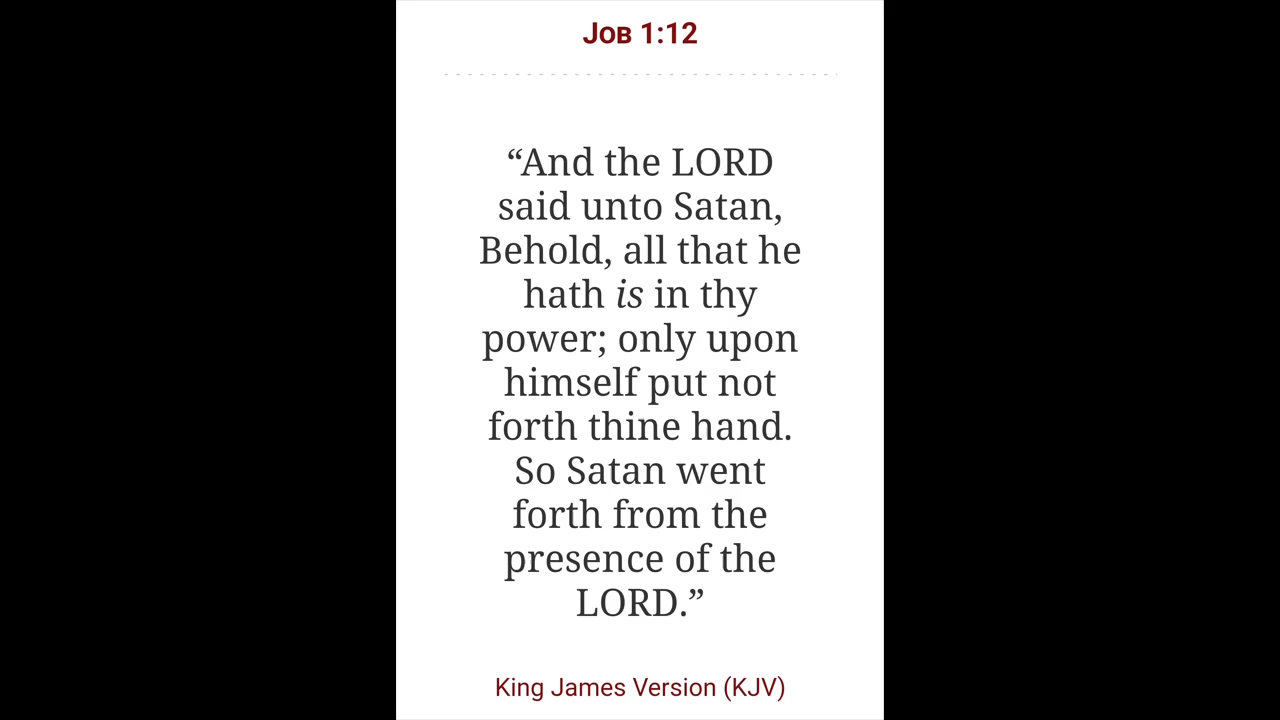 Job 1:12
“And the LORD
said unto Satan,
Behold, all that he
hath is in thy
power; only upon
himself put not
forth thine hand.
So Satan went
forth from the
presence of the
LORD.”
King James Version (KJV)